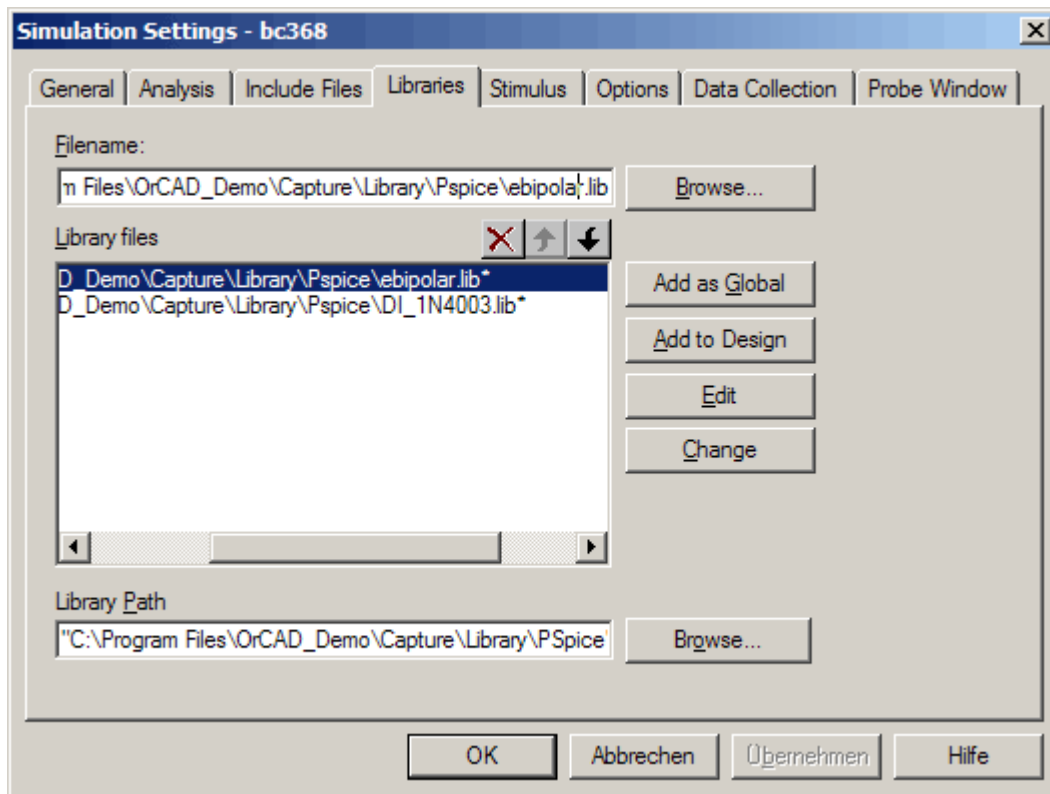 Simulation Settings - bc368
General Analysis Include Files Libraries Stimulus Options Data Collection Probe Window
Filename:
m Files\OrCAD_Demo\Capture\Library\Pspice\ebipolar.lib Browse...
Library files
D_Demo\Capture\Library\Pspice\ebipolar.lib* Add as Global
D_Demo\Capture\Library\Pspice\DI_1N4003.lib*
Add to Design
Edit
Change
Library Path
"C:\Program Files\OrCAD_Demo\Capture\Library\PSpice" Browse...
OK Abbrechen Übernehmen Hilfe